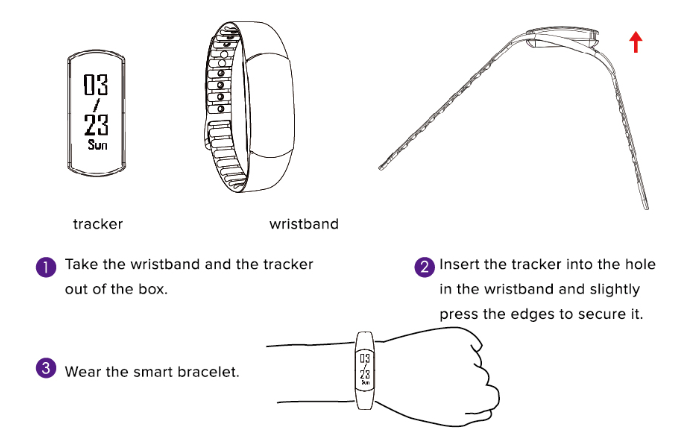 03
/
23
Sun
tracker
wristband
1 Take the wristband and the tracker
out of the box.
2 Insert the tracker into the hole
in the wristband and slightly
press the edges to secure it.
3 Wear the smart bracelet.
03
/
23
Sun